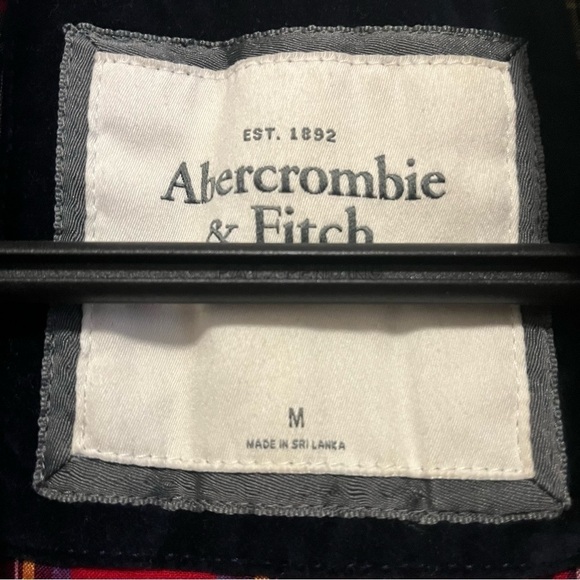 EST. 1892
Abercrombie
& Fitch
M
MADE IN SRI LANKA